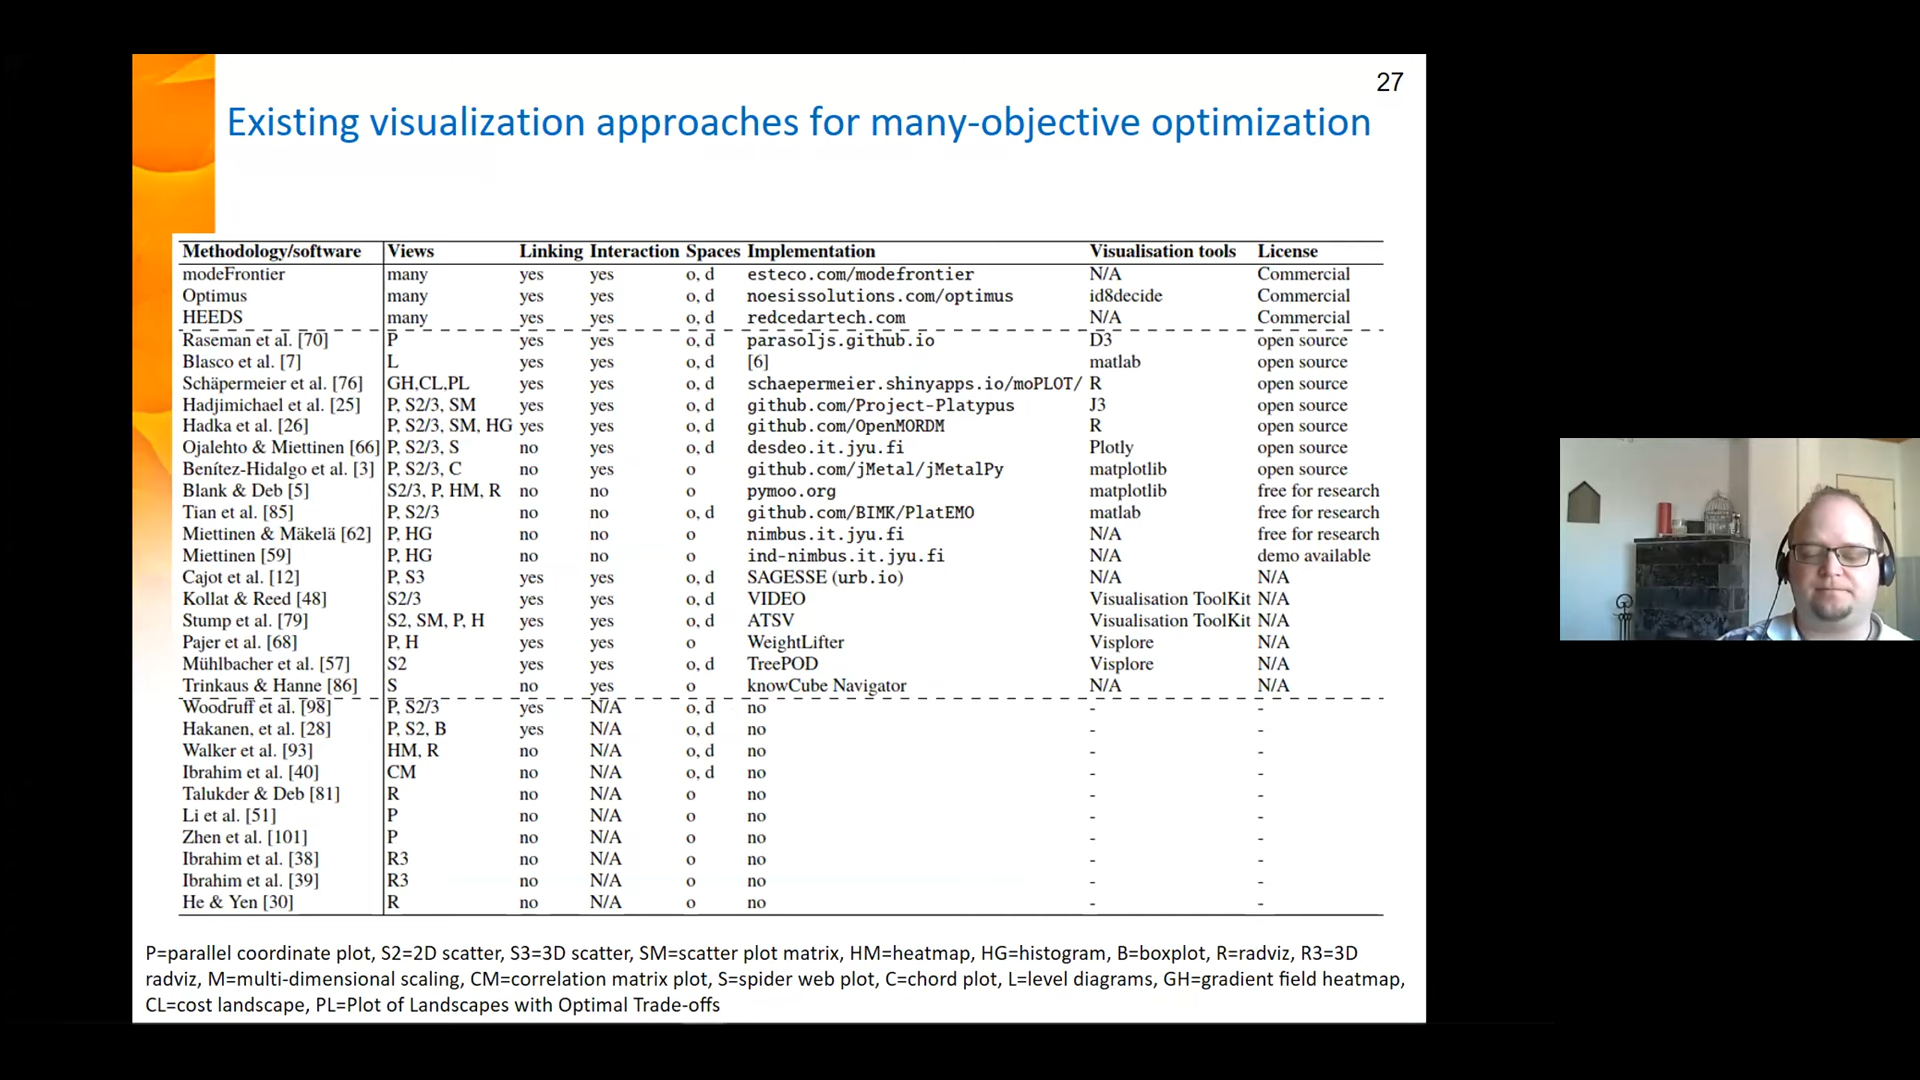 27
Existing visualization approaches for many-objective optimization
Methodology/software Views Linking Interaction Spaces Implementation Visualisation tools License
modeFrontier many yes yes o, d esteco.com/modefrontier N/A Commercial
Optimus many yes yes o, d noesissolutions.com/optimus id8decide Commercial
HEEDS many yes yes o, d redcedartech.com N/A Commercial
Raseman et al. [70] P yes yes o, d parasoljs.github.io D3 open source
Blasco et al. [7] L yes yes o, d [6] matlab open source
Schäpermeier et al. [76] GH,CL,PL yes yes o, d schaepermeier.shinyapps.io/moPLOT/ R open source
Hadjimichael et al. [25] P, S2/3, SM yes yes o, d github.com/Project-Platypus J3 open source
Hadka et al. [26] P, S2/3, SM, HG yes yes o, d github.com/OpenMORDM R open source
Ojalehto & Miettinen [66] P, S2/3, S no yes o, d desdeo.it.jyu.fi Plotly open source
Benítez-Hidalgo et al. [3] P, S2/3, C no yes o github.com/jMetal/jMetalPy matplotlib open source
Blank & Deb [5] S2/3, P, HM, R no no o pymoo.org matplotlib free for research
Tian et al. [85] P, S2/3 no no o, d github.com/BIMK/PlatEMO matlab free for research
Miettinen & Mäkelä [62] P, HG no no o nimbus.it.jyu.fi N/A free for research
Miettinen [59] P, HG no no o ind-nimbus.it.jyu.fi N/A demo available
Cajot et al. [12] P, S3 yes yes o, d SAGESSE (urb.io) N/A N/A
Kollat & Reed [48] S2/3 yes yes o, d VIDEO Visualisation ToolKit N/A
Stump et al. [79] S2, SM, P, H yes yes o, d ATSV Visualisation ToolKit N/A
Pajer et al. [68] P, H yes yes o WeightLifter Visplore N/A
Mühlbacher et al. [57] S2 yes yes o, d TreePOD Visplore N/A
Trinkaus & Hanne [86] S no yes o knowCube Navigator N/A N/A
Woodruff et al. [98] P, S2/3 yes N/A o, d no - -
Hakanen, et al. [28] P, S2, B yes N/A o, d no - -
Walker et al. [93] HM, R no N/A o, d no - -
Ibrahim et al. [40] CM no N/A o, d no - -
Talukder & Deb [81] R no N/A o no - -
Li et al. [51] P no N/A o no - -
Zhen et al. [101] P no N/A o no - -
Ibrahim et al. [38] R3 no N/A o no - -
Ibrahim et al. [39] R3 no N/A o no - -
He & Yen [30] R no N/A o no - -
P=parallel coordinate plot, S2=2D scatter, S3=3D scatter, SM=scatter plot matrix, HM=heatmap, HG=histogram, B=boxplot, R=radviz, R3=3D
radviz, M=multi-dimensional scaling, CM=correlation matrix plot, S=spider web plot, C=chord plot, L=level diagrams, GH=gradient field heatmap,
CL=cost landscape, PL=Plot of Landscapes with Optimal Trade-offs